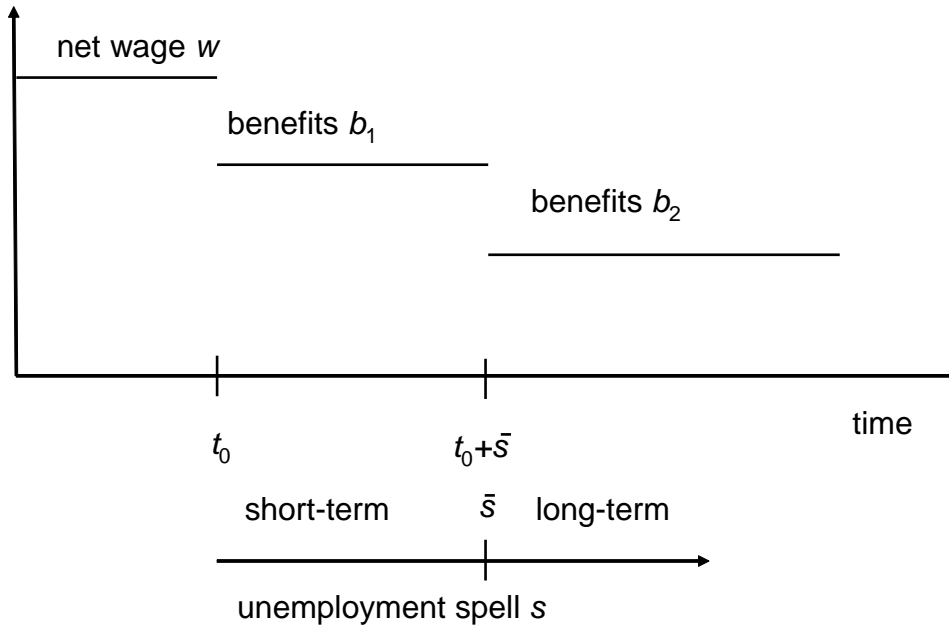 net wage w
benefits b₁
benefits b₂
time
t₀ t₀+s̄
short-term s̄ long-term
unemployment spell s